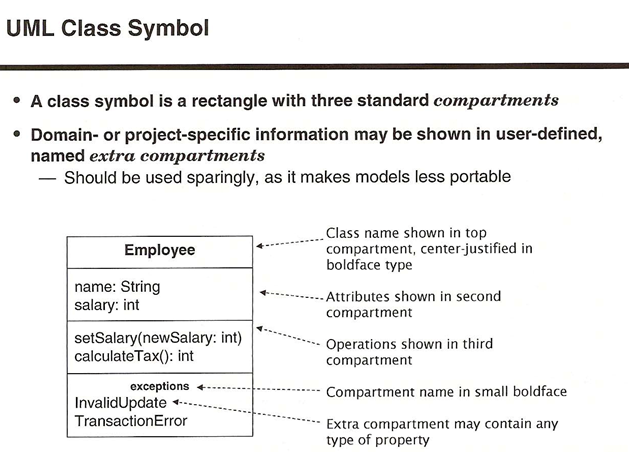 UML Class Symbol
• A class symbol is a rectangle with three standard compartments
• Domain- or project-specific information may be shown in user-defined,
named extra compartments
— Should be used sparingly, as it makes models less portable
Employee
name: String
salary: int
setSalary(newSalary: int)
calculateTax(): int
exceptions
InvalidUpdate
TransactionError
Class name shown in top
compartment, center-justified in
boldface type
Attributes shown in second
compartment
Operations shown in third
compartment
Compartment name in small boldface
Extra compartment may contain any
type of property